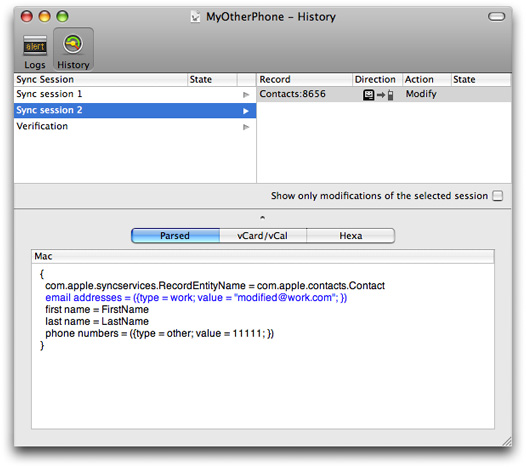 MyOtherPhone – History
alert
Logs History
Sync Session State
Record Direction Action State
Sync session 1
Contacts:8656 Modify
Sync session 2
Verification
Show only modifications of the selected session
Parsed vCard/vCal Hexa
Mac
{
com.apple.syncservices.RecordEntityName = com.apple.contacts.Contact
email addresses = ({type = work; value = "modified@work.com"; })
first name = FirstName
last name = LastName
phone numbers = ({type = other; value = 11111; })
}